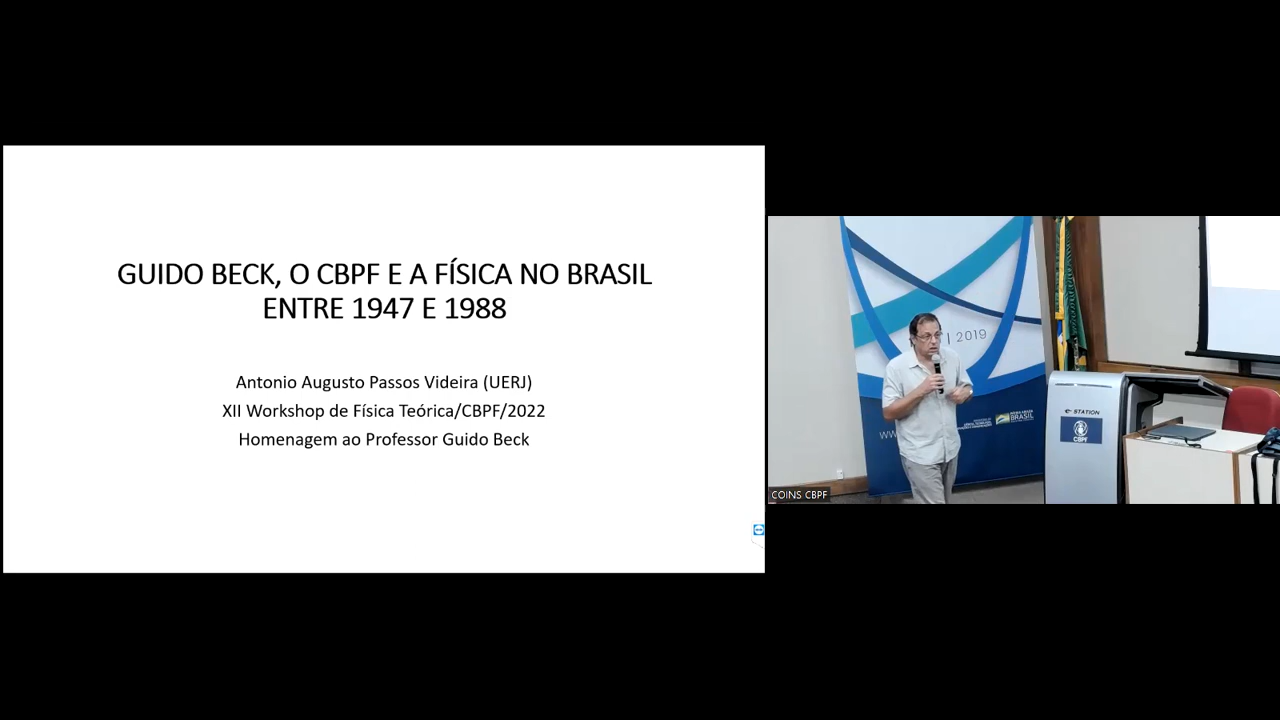 GUIDO BECK, O CBPF E A FÍSICA NO BRASIL
ENTRE 1947 E 1988
Antonio Augusto Passos Videira (UERJ)
XII Workshop de Física Teórica/CBPF/2022
Homenagem ao Professor Guido Beck
| 2019
WW
BRASIL
STATION
CBPF
COINS CBPF